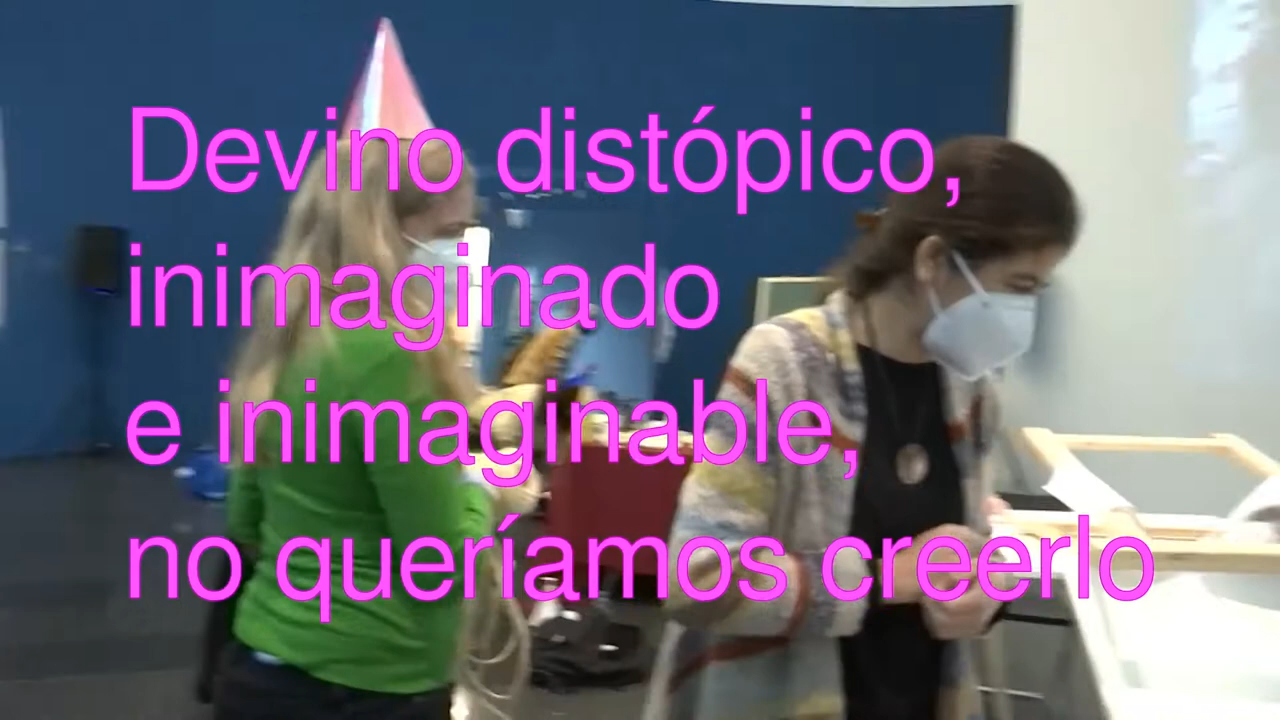 Devino distópico,
inimaginado
e inimaginable,
no queríamos creerlo